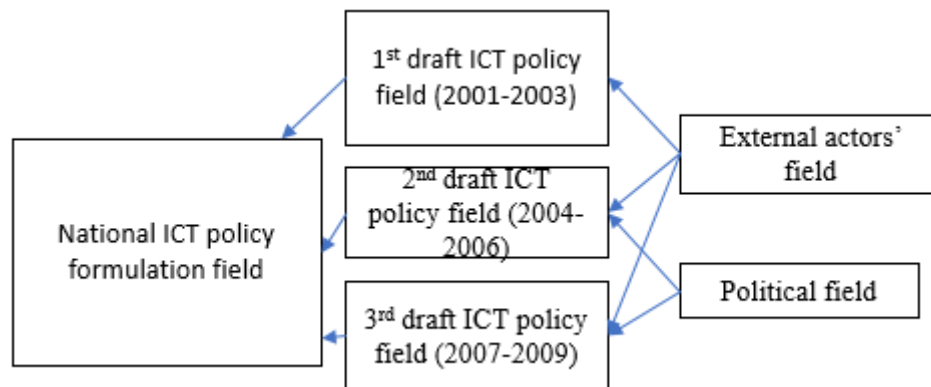 1st draft ICT policy
field (2001-2003)
External actors’
field
2nd draft ICT
policy field (2004-
2006)
National ICT policy
formulation field
Political field
3rd draft ICT policy
field (2007-2009)